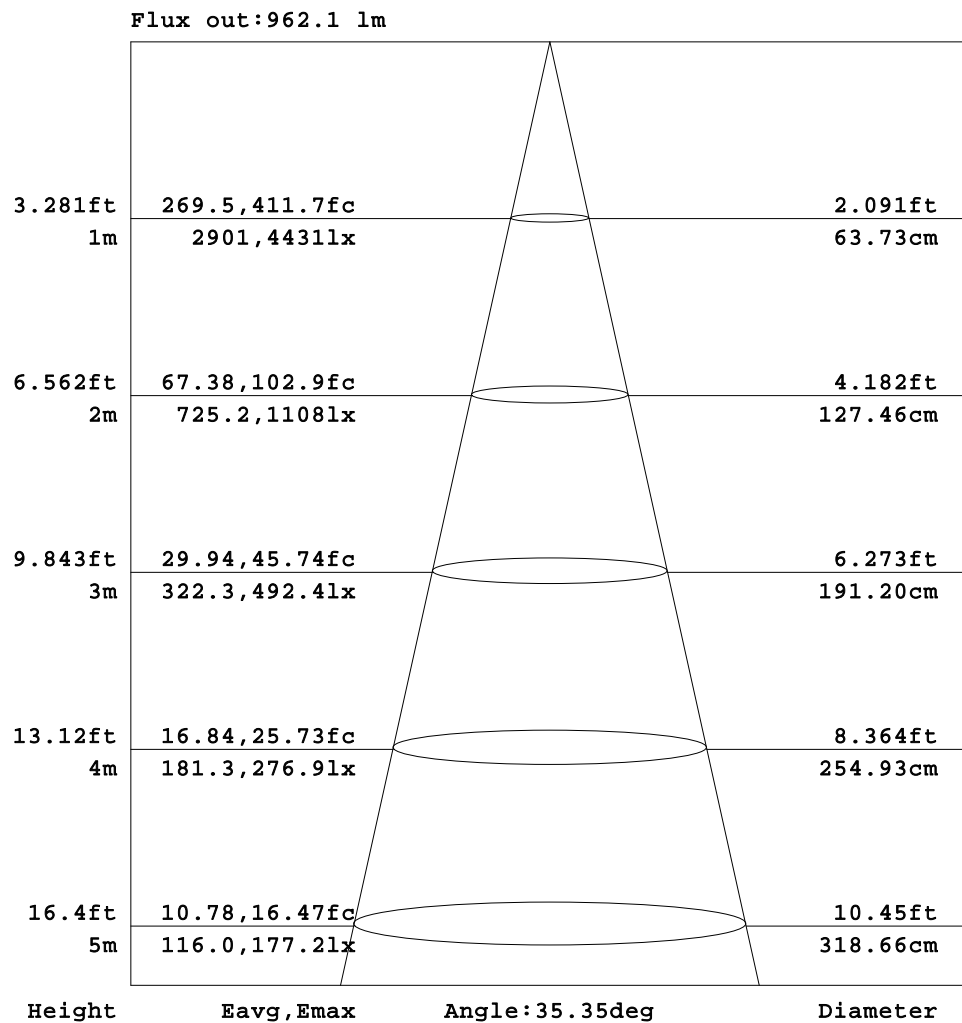 Flux out:962.1 lm
3.281ft 269.5,411.7fc 2.091ft
1m 2901,4431lx 63.73cm
6.562ft 67.38,102.9fc 4.182ft
2m 725.2,1108lx 127.46cm
9.843ft 29.94,45.74fc 6.273ft
3m 322.3,492.4lx 191.20cm
13.12ft 16.84,25.73fc 8.364ft
4m 181.3,276.9lx 254.93cm
16.4ft 10.78,16.47fc 10.45ft
5m 116.0,177.2lx 318.66cm
Height Eavg,Emax Angle:35.35deg Diameter